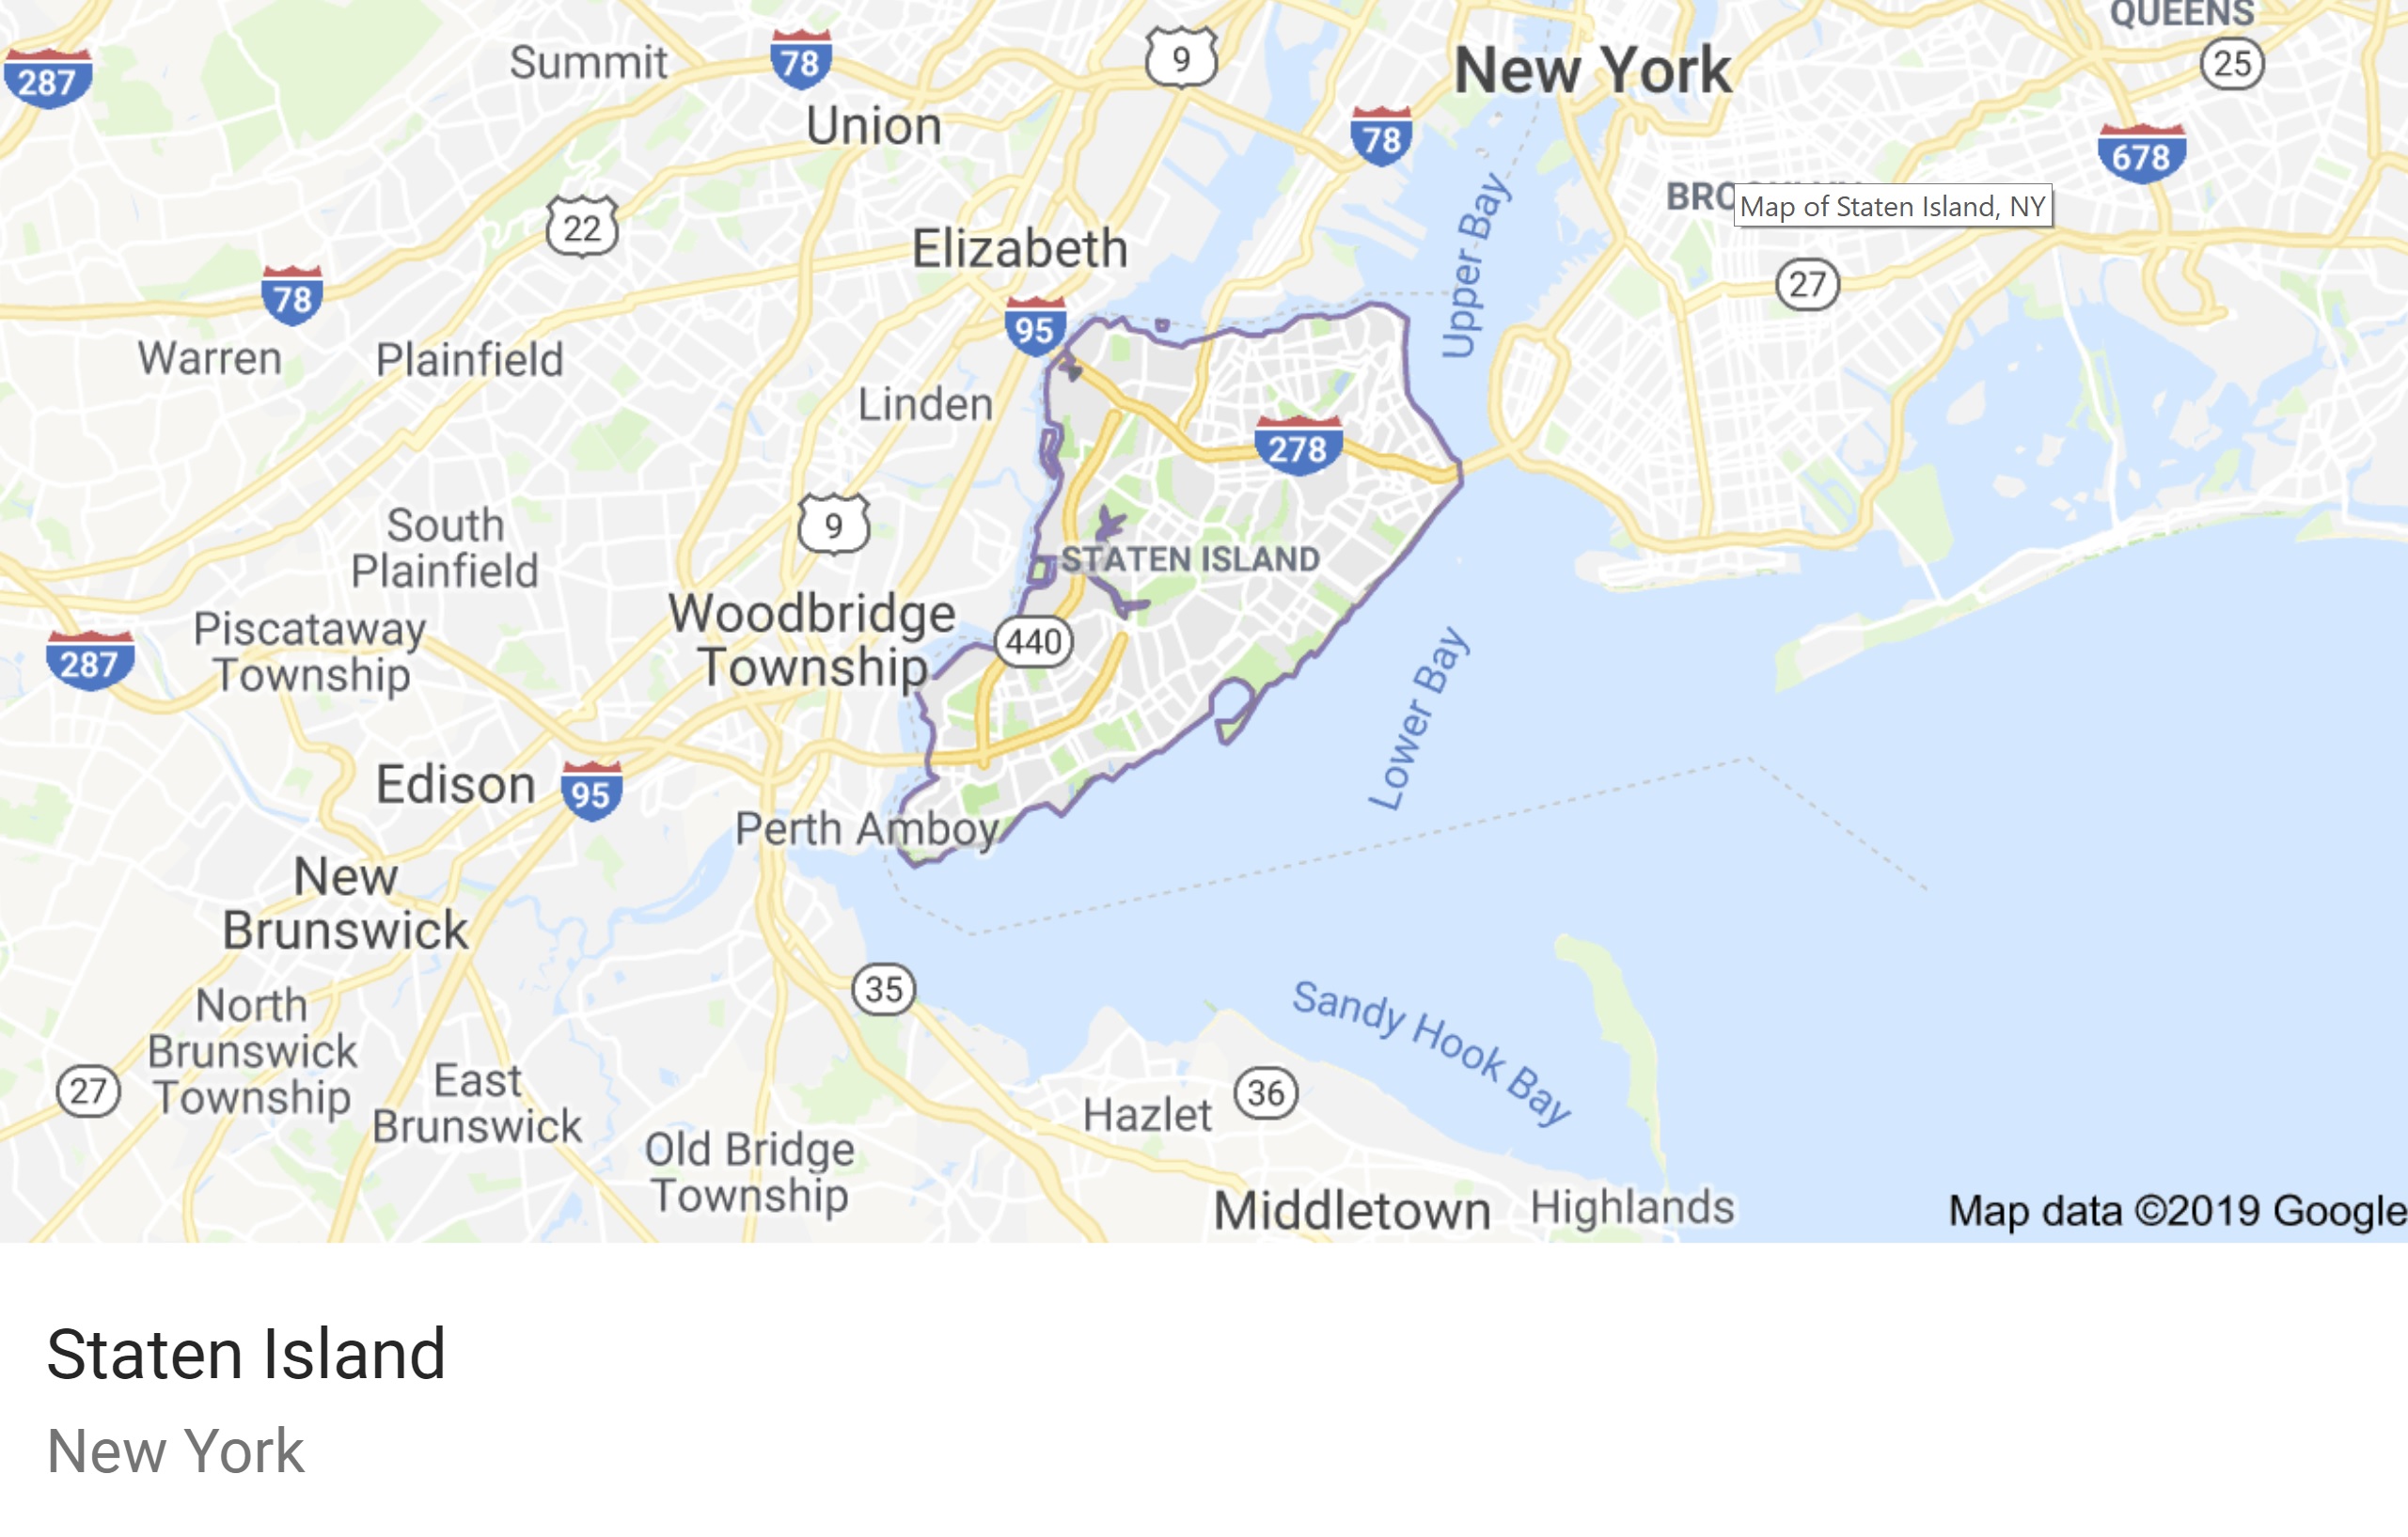 QUEENS
287
Summit
78
9
New York
25
Union
78
678
BRO
Map of Staten Island, NY
22
Elizabeth
Upper Bay
27
78
95
Warren
Plainfield
Linden
278
South
Plainfield
9
STATEN ISLAND
Woodbridge
Township
Piscataway
Township
440
287
Lower Bay
Edison
95
Perth Amboy
New
Brunswick
35
North
Brunswick
Township
Sandy Hook Bay
27
East
Brunswick
36
Hazlet
Old Bridge
Township
Middletown
Highlands
Map data ©2019 Google
Staten Island
New York